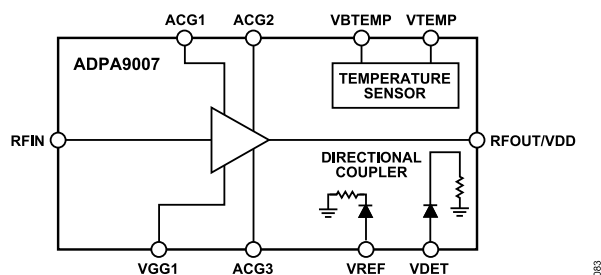 ACG1
ACG2
VBTEMP
VTEMP
ADPA9007
TEMPERATURE
SENSOR
RFIN
RFOUT/VDD
DIRECTIONAL
COUPLER
VGG1
ACG3
VREF
VDET